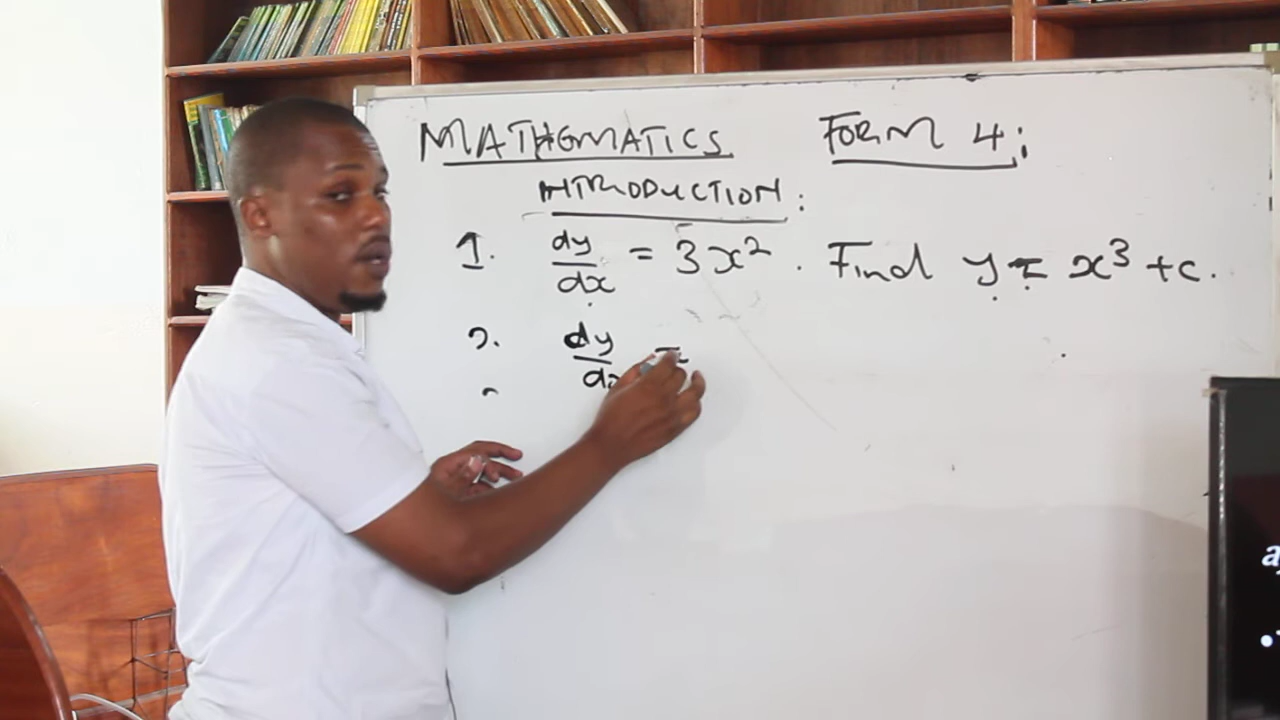 MATHEMATICS FORM 4:
INTRODUCTION:
1. dy/dx = 3x² . Find y = x³ + c.
2. dy/dx =